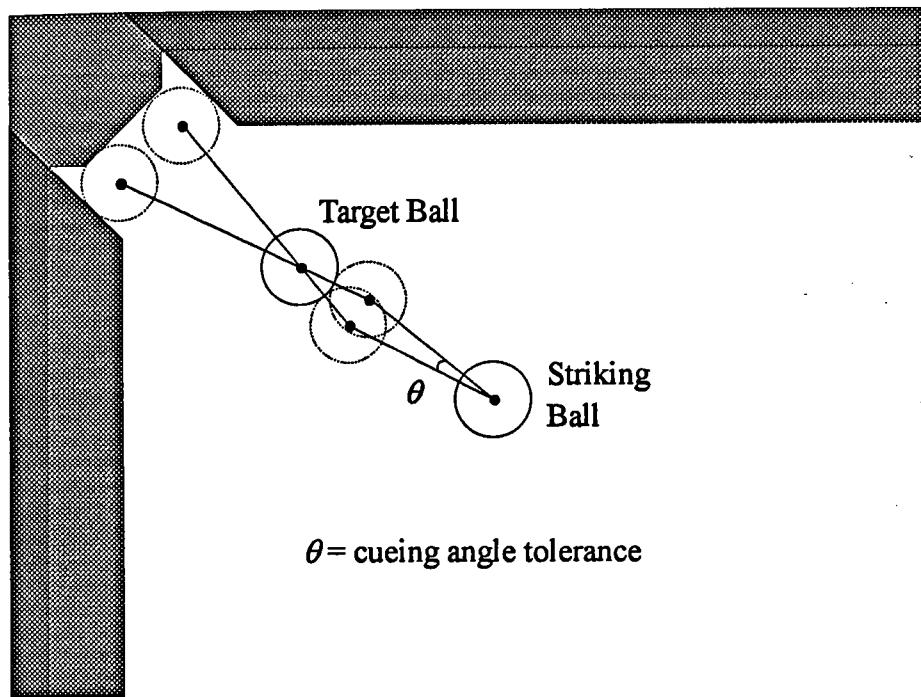 Target Ball
θ
Striking
Ball
θ = cueing angle tolerance